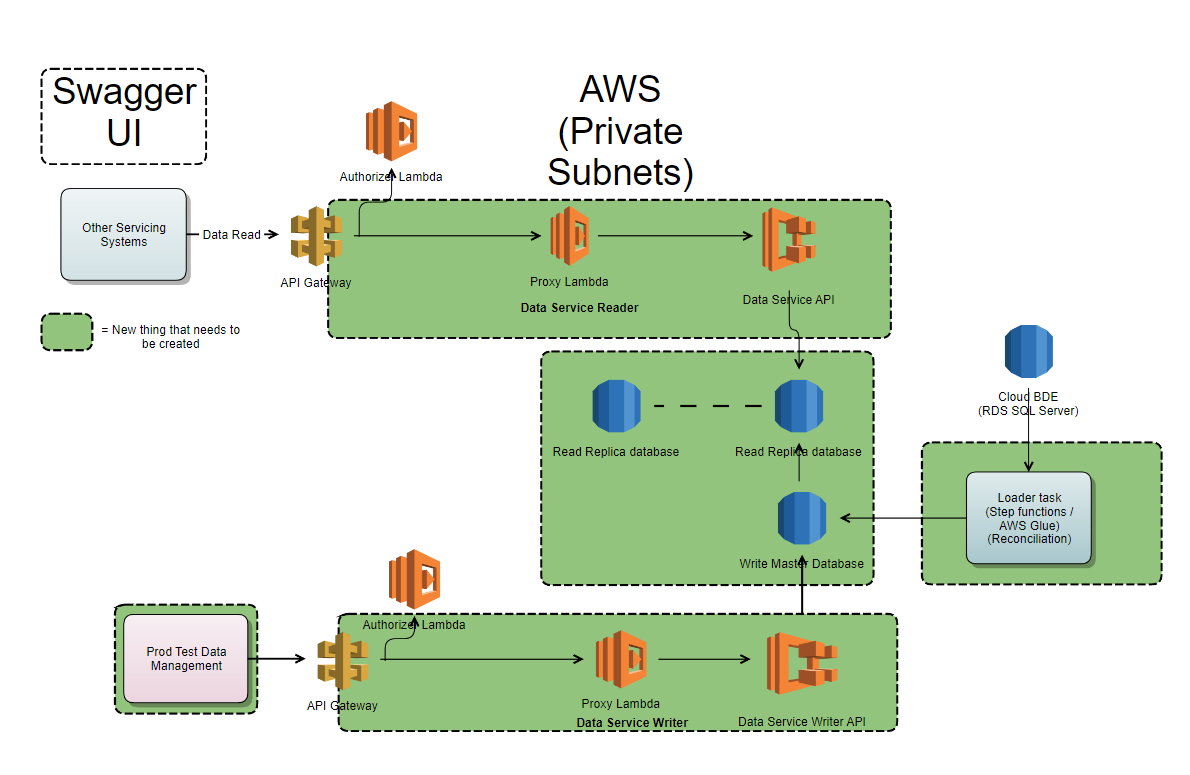 Swagger
UI
AWS
(Private
Subnets)
Authorizer Lambda
Other Servicing
Systems
Data Read
API Gateway
Proxy Lambda
Data Service Reader
Data Service API
= New thing that needs to
be created
Read Replica database
Read Replica database
Cloud BDE
(RDS SQL Server)
Loader task
(Step functions /
AWS Glue)
(Reconciliation)
Write Master Database
Authorizer Lambda
Prod Test Data
Management
API Gateway
Proxy Lambda
Data Service Writer
Data Service Writer API